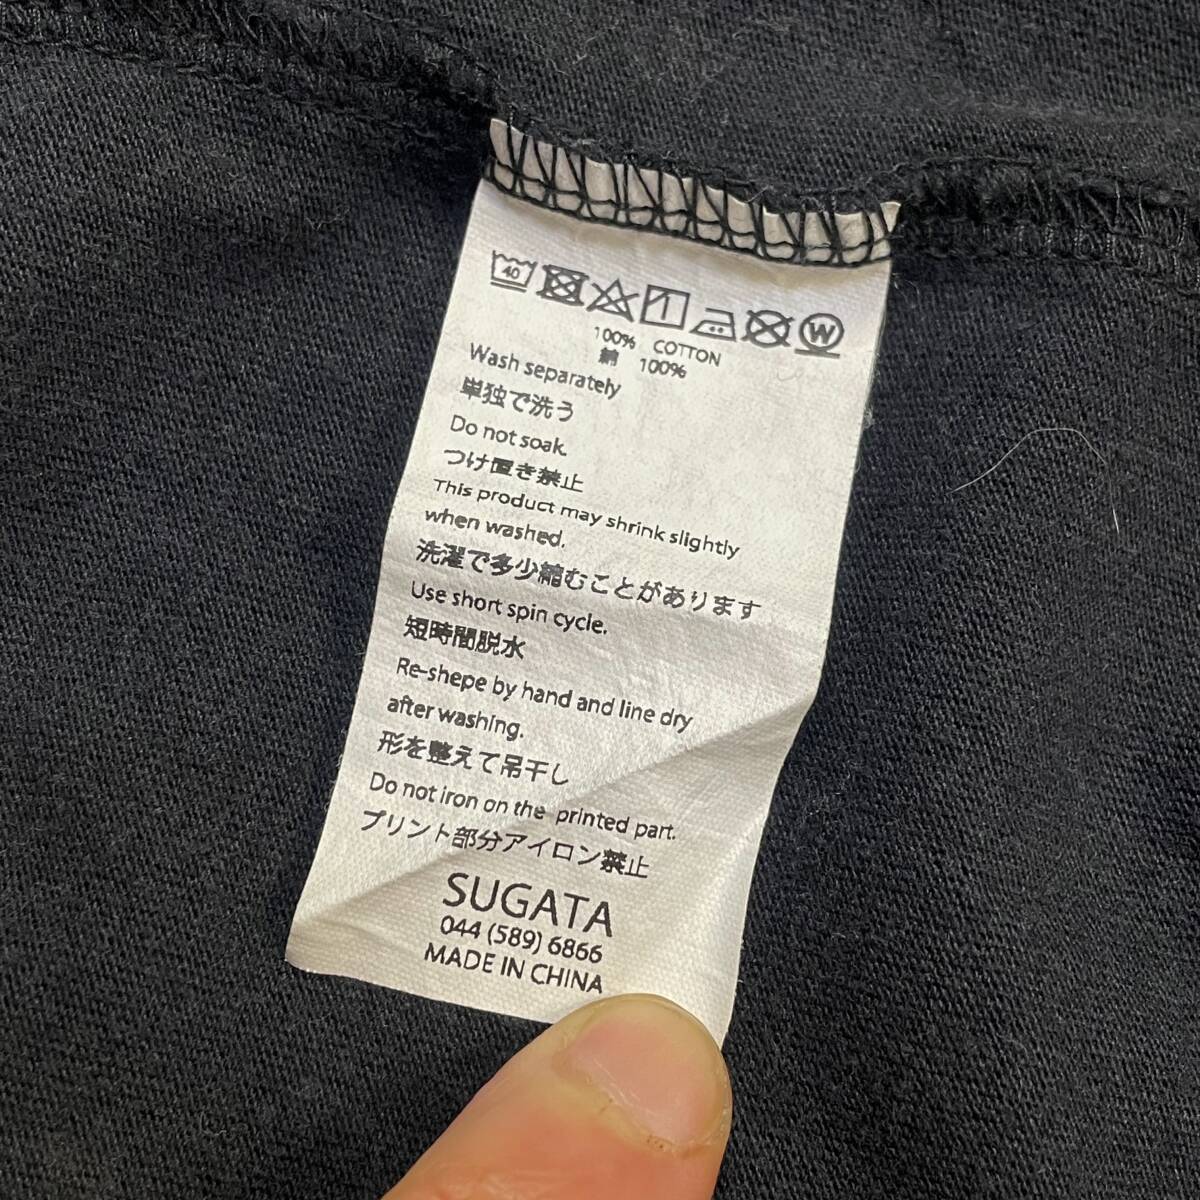 40
W
100% COTTON
綿 100%
Wash separately
単独で洗う
Do not soak.
つけ置き禁止
This product may shrink slightly
when washed.
洗濯で多少縮むことがあります
Use short spin cycle.
短時間脱水
Re-shepe by hand and line dry
after washing.
形を整えて吊干し
Do not iron on the printed part.
プリント部分アイロン禁止
SUGATA
044 (589) 6866
MADE IN CHINA